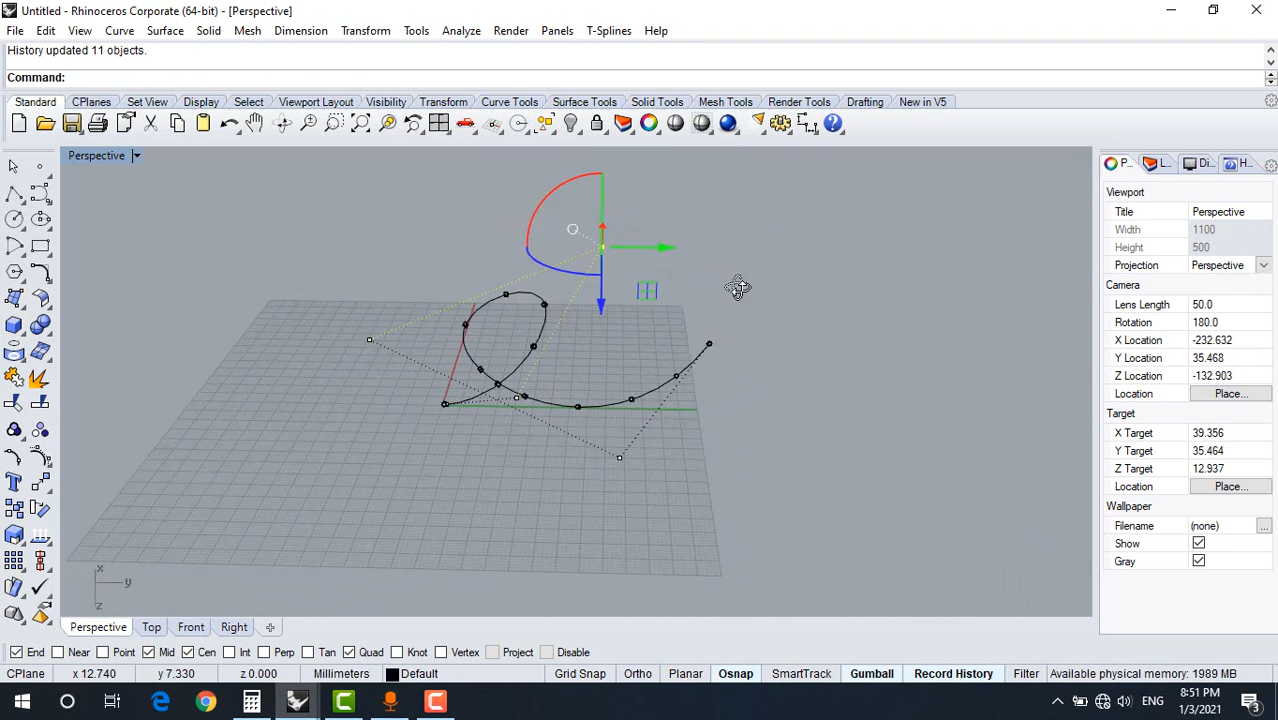 Untitled - Rhinoceros Corporate (64-bit) - [Perspective]
File Edit View Curve Surface Solid Mesh Dimension Transform Tools Analyze Render Panels T-Splines Help
History updated 11 objects.
Command:
Standard CPlanes Set View Display Select Viewport Layout Visibility Transform Curve Tools Surface Tools Solid Tools Mesh Tools Render Tools Drafting New in V5
Perspective
P... L... Di... H...
Viewport
Title Perspective
Width 1100
Height 500
Projection Perspective
Camera
Lens Length 50.0
Rotation 180.0
X Location -232.632
Y Location 35.468
Z Location -132.903
Location Place...
Target
X Target 39.356
Y Target 35.464
Z Target 12.937
Location Place...
Wallpaper
Filename (none)
Show
Gray
x
y
z
Perspective Top Front Right
End Near Point Mid Cen Int Perp Tan Quad Knot Vertex Project Disable
CPlane x 12.740 y 7.330 z 0.000 Millimeters Default Grid Snap Ortho Planar Osnap SmartTrack Gumball Record History Filter Available physical memory: 1989 MB
ENG 8:51 PM
1/3/2021 3